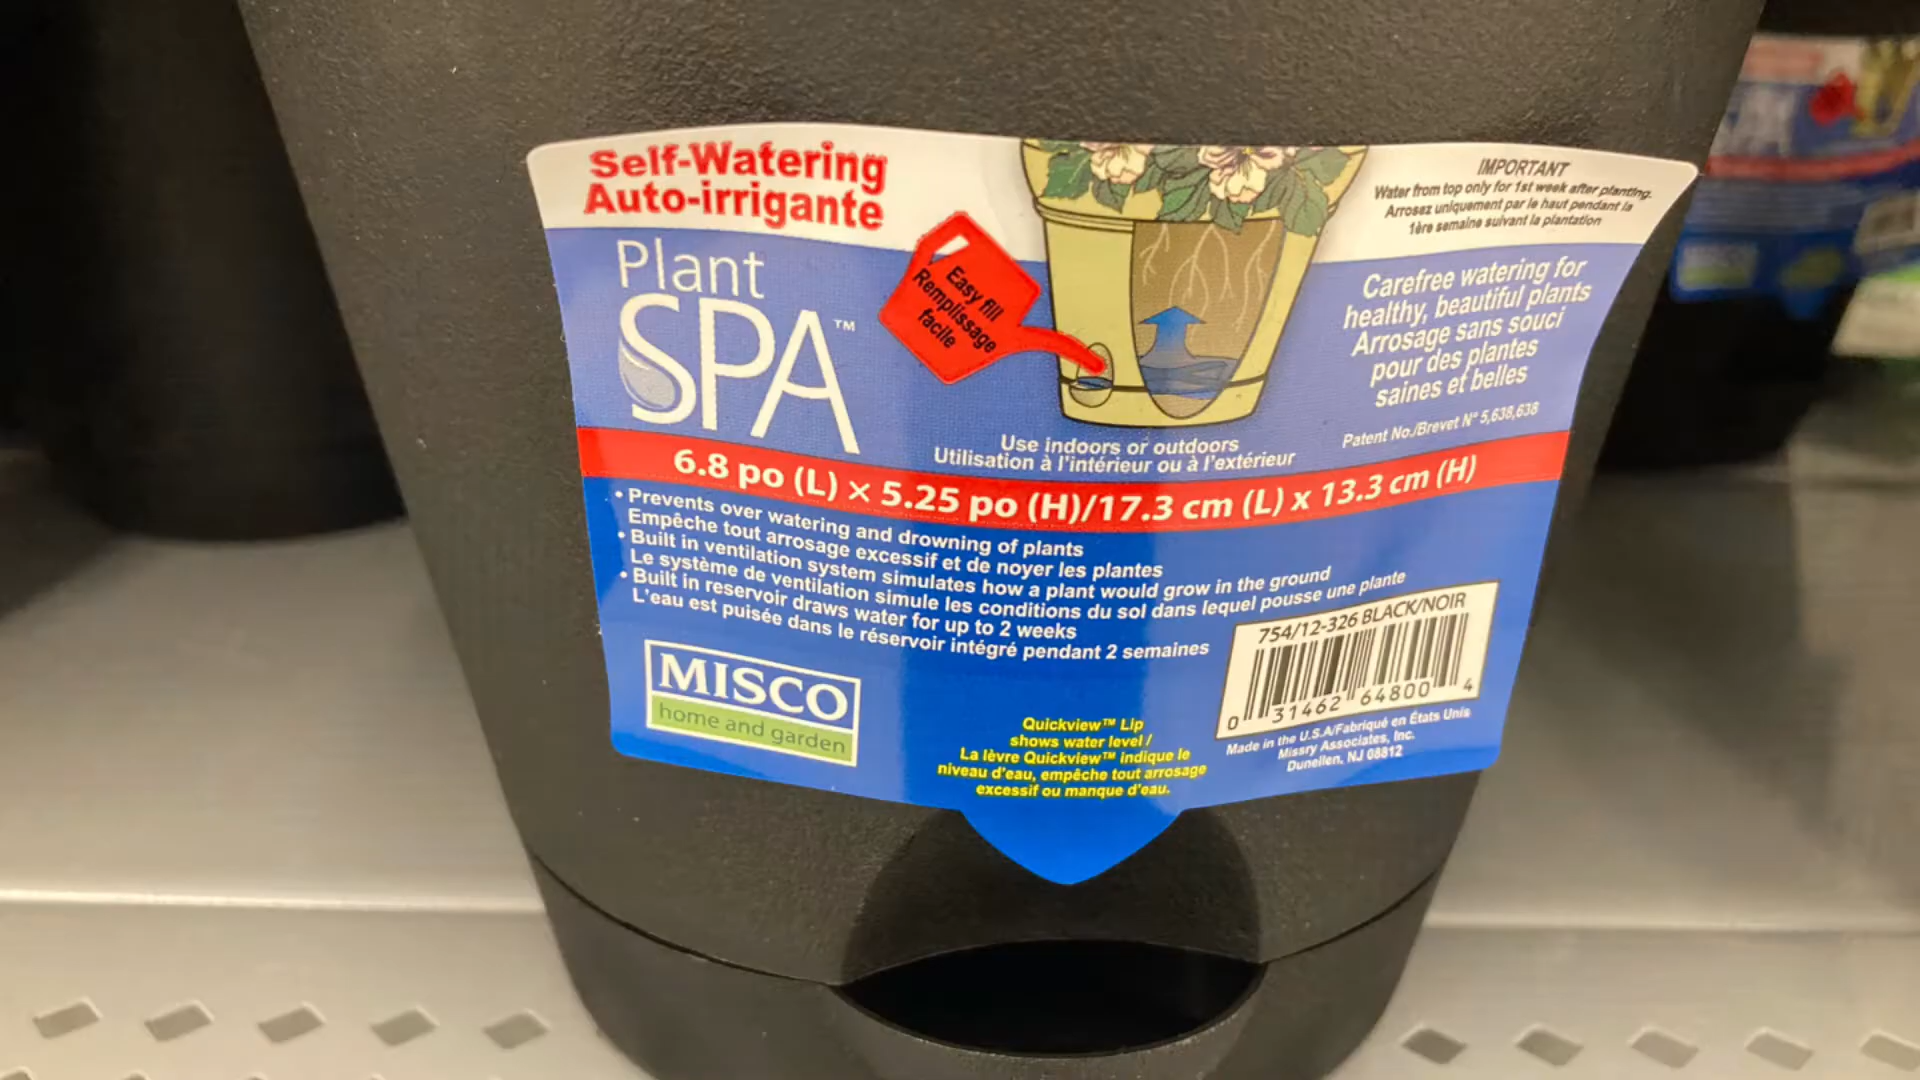 Self-Watering
Auto-irrigante
Plant
SPA™
Easy fill
Remplissage
facile
IMPORTANT
Water from top only for 1st week after planting.
Arrosez uniquement par le haut pendant la
1ère semaine suivant la plantation
Carefree watering for
healthy, beautiful plants
Arrosage sans souci
pour des plantes
saines et belles
Patent No./Brevet N° 5,638,638
Use indoors or outdoors
Utilisation à l'intérieur ou à l'extérieur
6.8 po (L) x 5.25 po (H)/17.3 cm (L) x 13.3 cm (H)
• Prevents over watering and drowning of plants
Empêche tout arrosage excessif et de noyer les plantes
• Built in ventilation system simulates how a plant would grow in the ground
Le système de ventilation simule les conditions du sol dans lequel pousse une plante
• Built in reservoir draws water for up to 2 weeks
L'eau est puisée dans le réservoir intégré pendant 2 semaines
MISCO
home and garden
Quickview™ Lip
shows water level /
La lèvre Quickview™ indique le
niveau d'eau, empêche tout arrosage
excessif ou manque d'eau.
754/12-326 BLACK/NOIR
0 31462 64800 4
Made in the U.S.A/Fabriqué en États Unis
Missry Associates, Inc.
Dunellen, NJ 08812